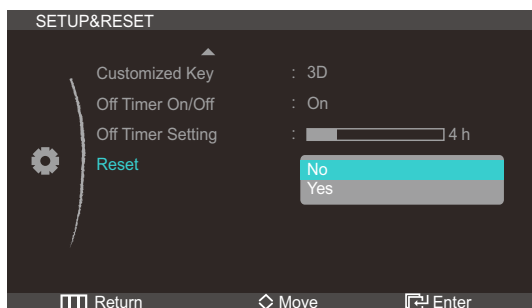 SETUP&RESET
Customized Key : 3D
Off Timer On/Off : On
Off Timer Setting : 4 h
Reset No
Yes
Return Move Enter